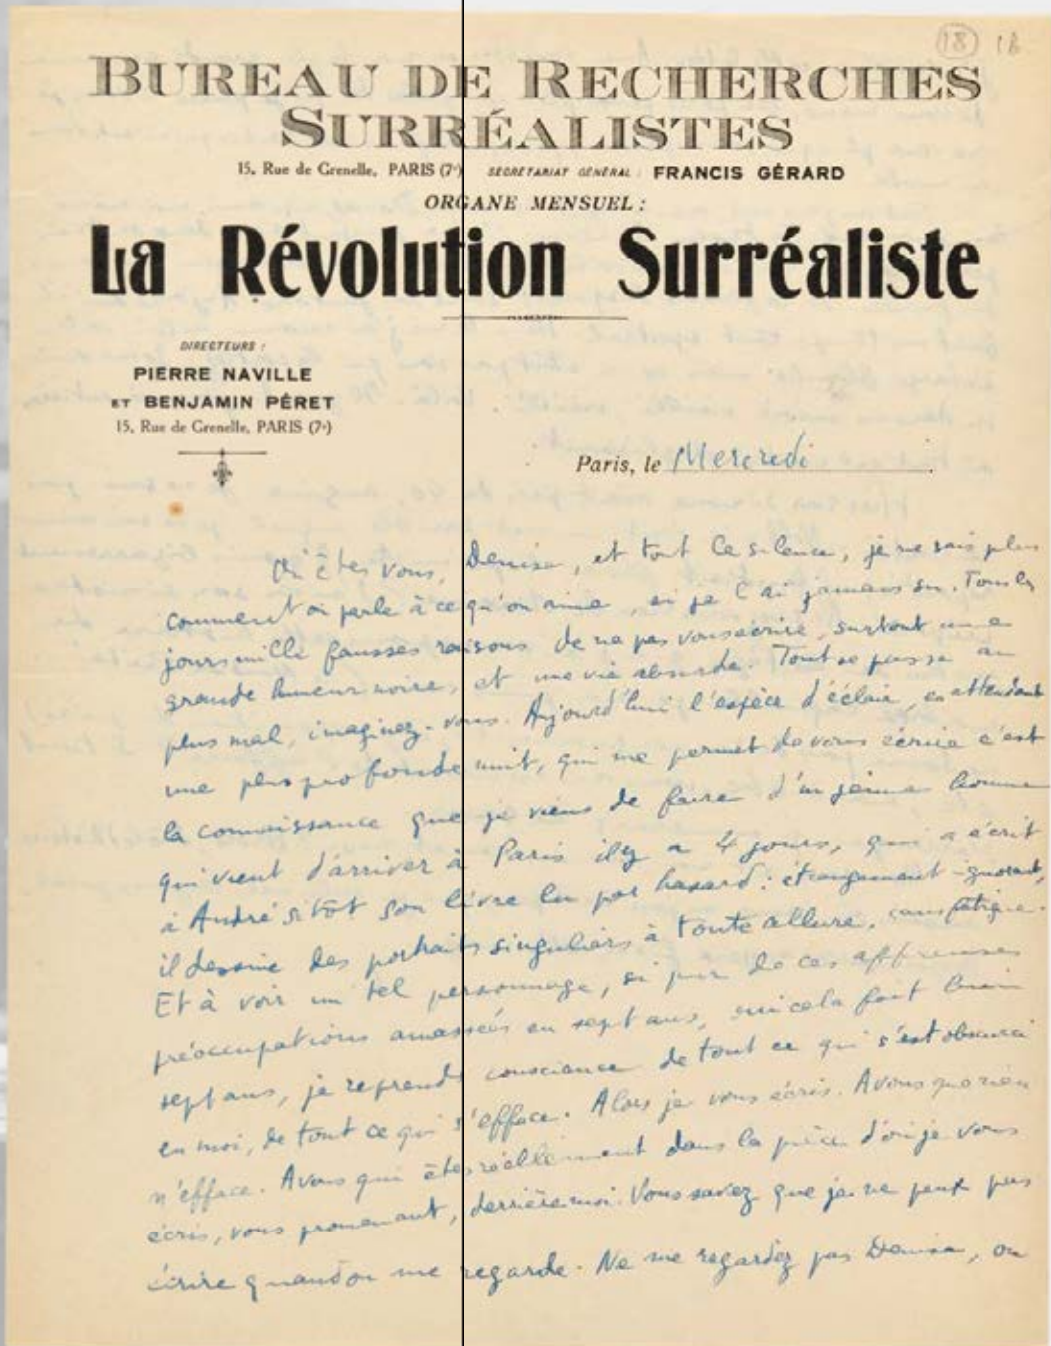 18 18
BUREAU DE RECHERCHES
SURRÉALISTES
15, Rue de Grenelle, PARIS (7e) SECRETARIAT GÉNÉRAL : FRANCIS GÉRARD
ORGANE MENSUEL :
La Révolution Surréaliste
DIRECTEURS :
PIERRE NAVILLE
ET BENJAMIN PÉRET
15, Rue de Grenelle, PARIS (7e)
Paris, le Mercredi
Où êtes vous, Denise, et tout ce silence, je ne sais plus
comment on parle à ce qu'on aime, si je l'ai jamais su. Tous les
jours mille fausses raisons de ne pas vous écrire, surtout une
grande humeur noire, et une vie absurde. Tout se passe au
plus mal, imaginez-vous. Aujourd'hui l'espèce d'éclair, en attendant
une plus profonde nuit, qui me permet de vous écrire c'est
la connaissance que je viens de faire d'un jeune homme
qui vient d'arriver à Paris il y a 4 jours, qui a écrit
à André sitôt son livre lu par hasard : étrangement ignorant,
il dessine des portraits singuliers à toute allure, sans fatigue.
Et à voir un tel personnage, si pur de ces affreuses
préoccupations amassées en sept ans, oui cela fait bien
sept ans, je reprends conscience de tout ce qui s'est obscurci
en moi, de tout ce qui s'efface. Alors je vous écris. A vous que rien
n'efface. A vous qui êtes réellement dans la pièce d'où je vous
écris, vous promenant, derrière moi. Vous savez que je ne peux pas
écrire quand on me regarde. Ne me regardez pas Denise, ou